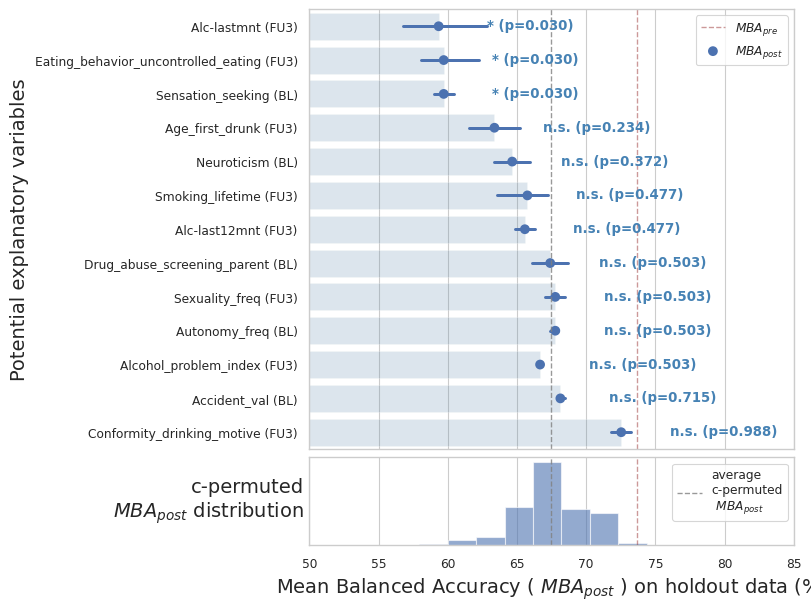 Potential explanatory variables
Alc-lastmnt (FU3)
* (p=0.030)
Eating_behavior_uncontrolled_eating (FU3)
* (p=0.030)
Sensation_seeking (BL)
* (p=0.030)
Age_first_drunk (FU3)
n.s. (p=0.234)
Neuroticism (BL)
n.s. (p=0.372)
Smoking_lifetime (FU3)
n.s. (p=0.477)
Alc-last12mnt (FU3)
n.s. (p=0.477)
Drug_abuse_screening_parent (BL)
n.s. (p=0.503)
Sexuality_freq (FU3)
n.s. (p=0.503)
Autonomy_freq (BL)
n.s. (p=0.503)
Alcohol_problem_index (FU3)
n.s. (p=0.503)
Accident_val (BL)
n.s. (p=0.715)
Conformity_drinking_motive (FU3)
n.s. (p=0.988)
MBA_pre
MBA_post
c-permuted
MBA_post distribution
average
c-permuted
MBA_post
50 55 60 65 70 75 80 85
Mean Balanced Accuracy ( MBA_post ) on holdout data (%